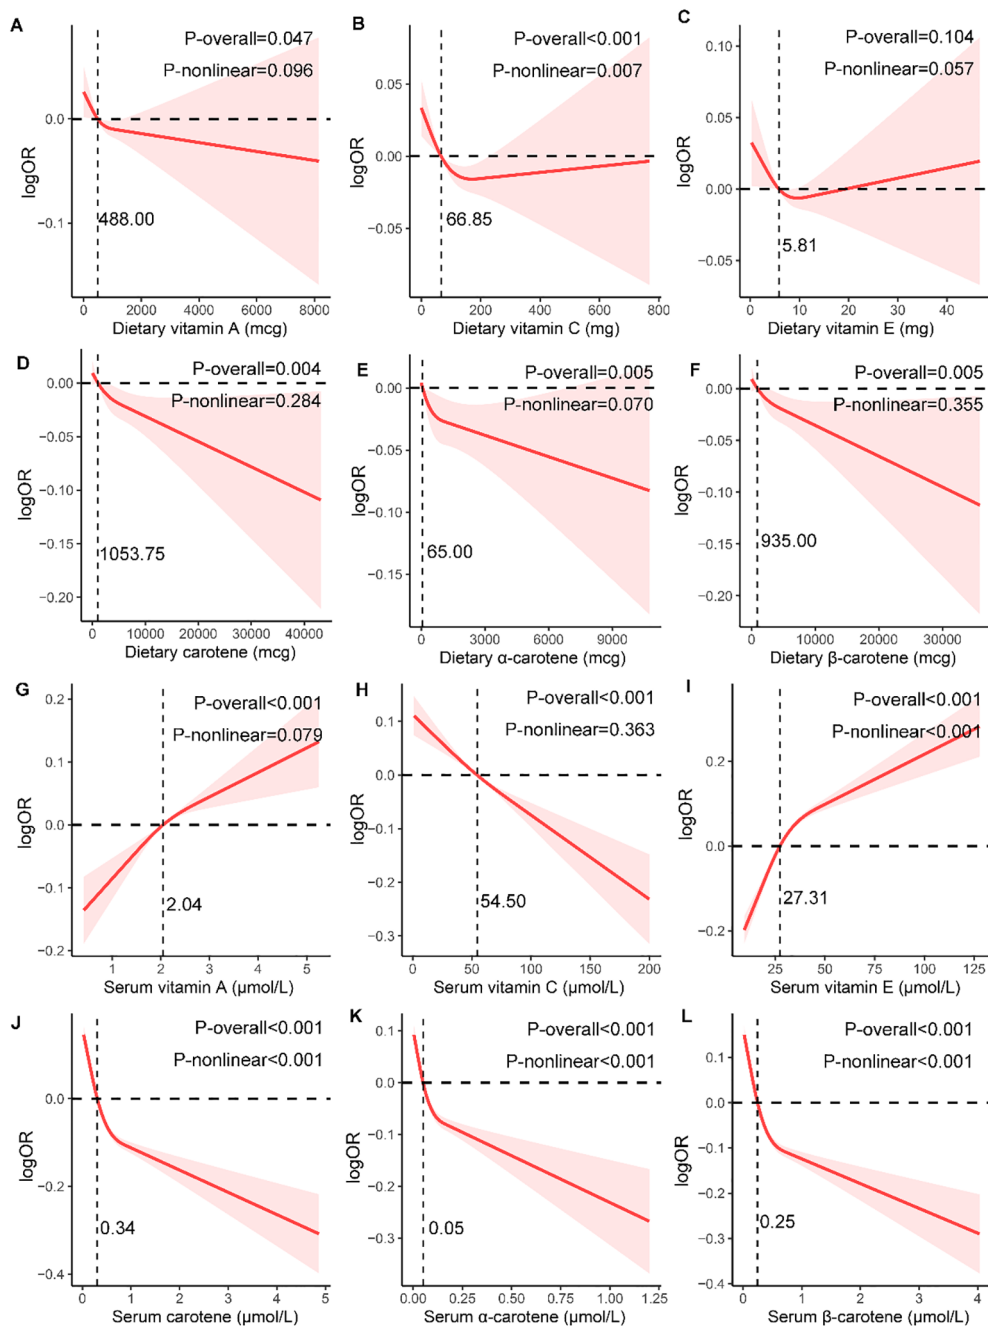 A
P-overall=0.047
P-nonlinear=0.096
logOR
0.0
−0.1
488.00
0 2000 4000 6000 8000
Dietary vitamin A (mcg)
B
P-overall<0.001
P-nonlinear=0.007
logOR
0.05
0.00
−0.05
66.85
0 200 400 600 800
Dietary vitamin C (mg)
C
P-overall=0.104
P-nonlinear=0.057
logOR
0.10
0.05
0.00
−0.05
5.81
0 10 20 30 40
Dietary vitamin E (mg)
D
P-overall=0.004
P-nonlinear=0.284
logOR
0.00
−0.05
−0.10
−0.15
−0.20
1053.75
0 10000 20000 30000 40000
Dietary carotene (mcg)
E
P-overall=0.005
P-nonlinear=0.070
logOR
0.00
−0.05
−0.10
−0.15
65.00
0 3000 6000 9000
Dietary α-carotene (mcg)
F
P-overall=0.005
P-nonlinear=0.355
logOR
0.00
−0.05
−0.10
−0.15
−0.20
935.00
0 10000 20000 30000
Dietary β-carotene (mcg)
G
P-overall<0.001
P-nonlinear=0.079
logOR
0.2
0.1
0.0
−0.1
−0.2
2.04
1 2 3 4 5
Serum vitamin A (μmol/L)
H
P-overall<0.001
P-nonlinear=0.363
logOR
0.1
0.0
−0.1
−0.2
−0.3
54.50
0 50 100 150 200
Serum vitamin C (μmol/L)
I
P-overall<0.001
P-nonlinear<0.001
logOR
0.2
0.0
−0.2
27.31
25 50 75 100 125
Serum vitamin E (μmol/L)
J
P-overall<0.001
P-nonlinear<0.001
logOR
0.2
0.0
−0.2
−0.4
0.34
0 1 2 3 4 5
Serum carotene (μmol/L)
K
P-overall<0.001
P-nonlinear<0.001
logOR
0.1
0.0
−0.1
−0.2
−0.3
0.05
0.00 0.25 0.50 0.75 1.00 1.25
Serum α-carotene (μmol/L)
L
P-overall<0.001
P-nonlinear<0.001
logOR
0.1
0.0
−0.1
−0.2
−0.3
−0.4
0.25
0 1 2 3 4
Serum β-carotene (μmol/L)